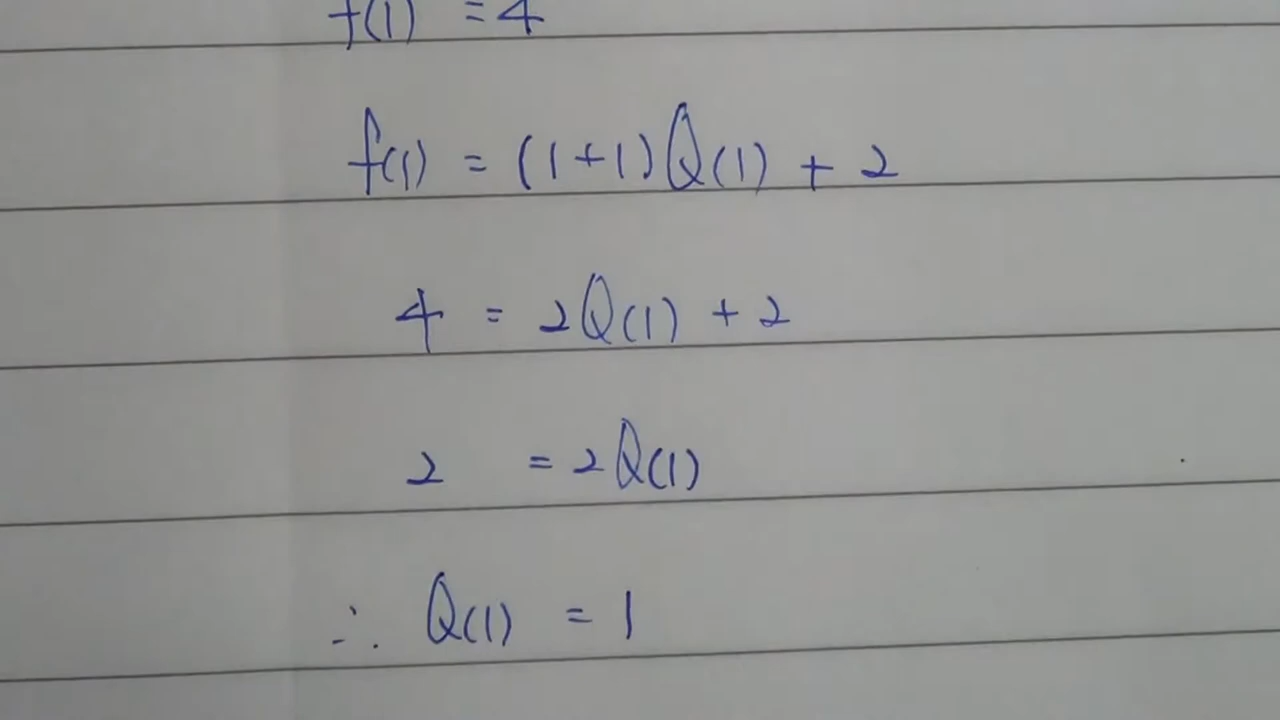 f(1) = 4
f(1) = (1+1)Q(1) + 2
4 = 2Q(1) + 2
2 = 2Q(1)
∴ Q(1) = 1